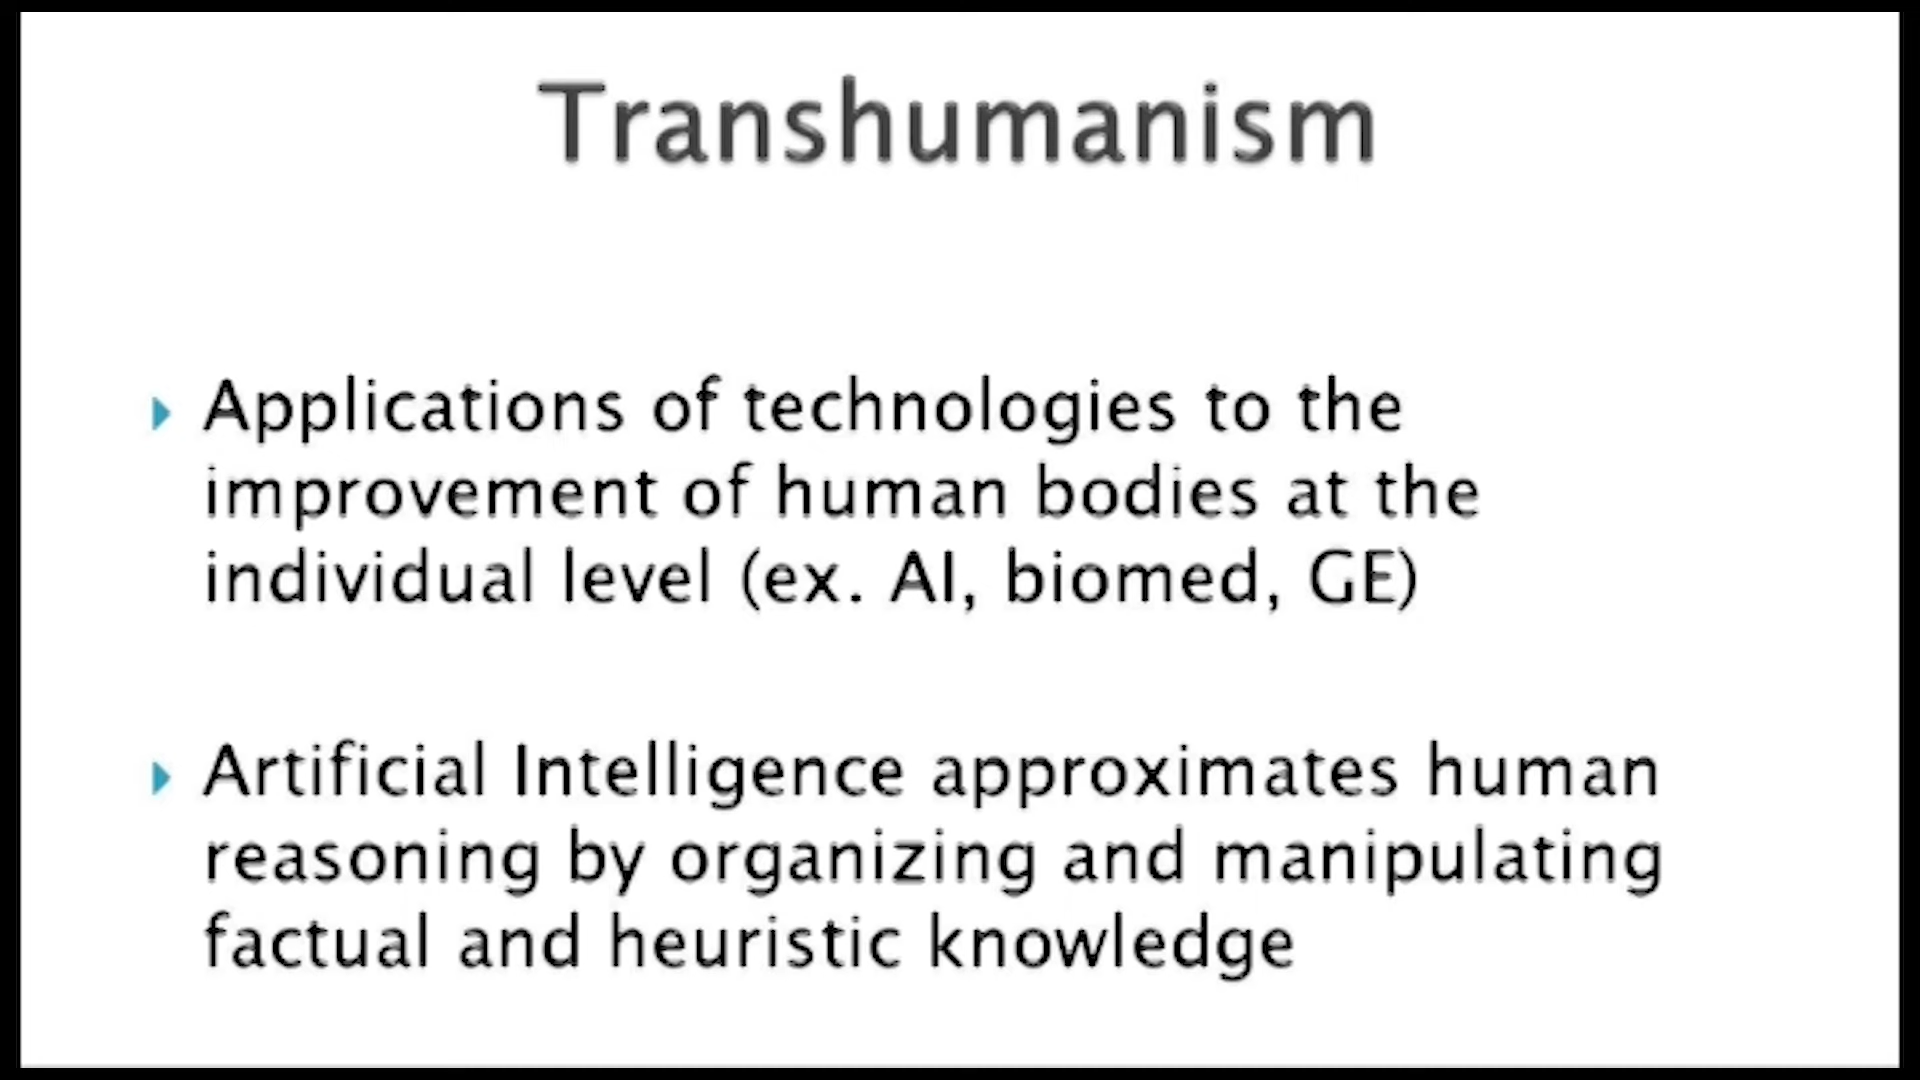 Transhumanism
Applications of technologies to the
improvement of human bodies at the
individual level (ex. AI, biomed, GE)
Artificial Intelligence approximates human
reasoning by organizing and manipulating
factual and heuristic knowledge